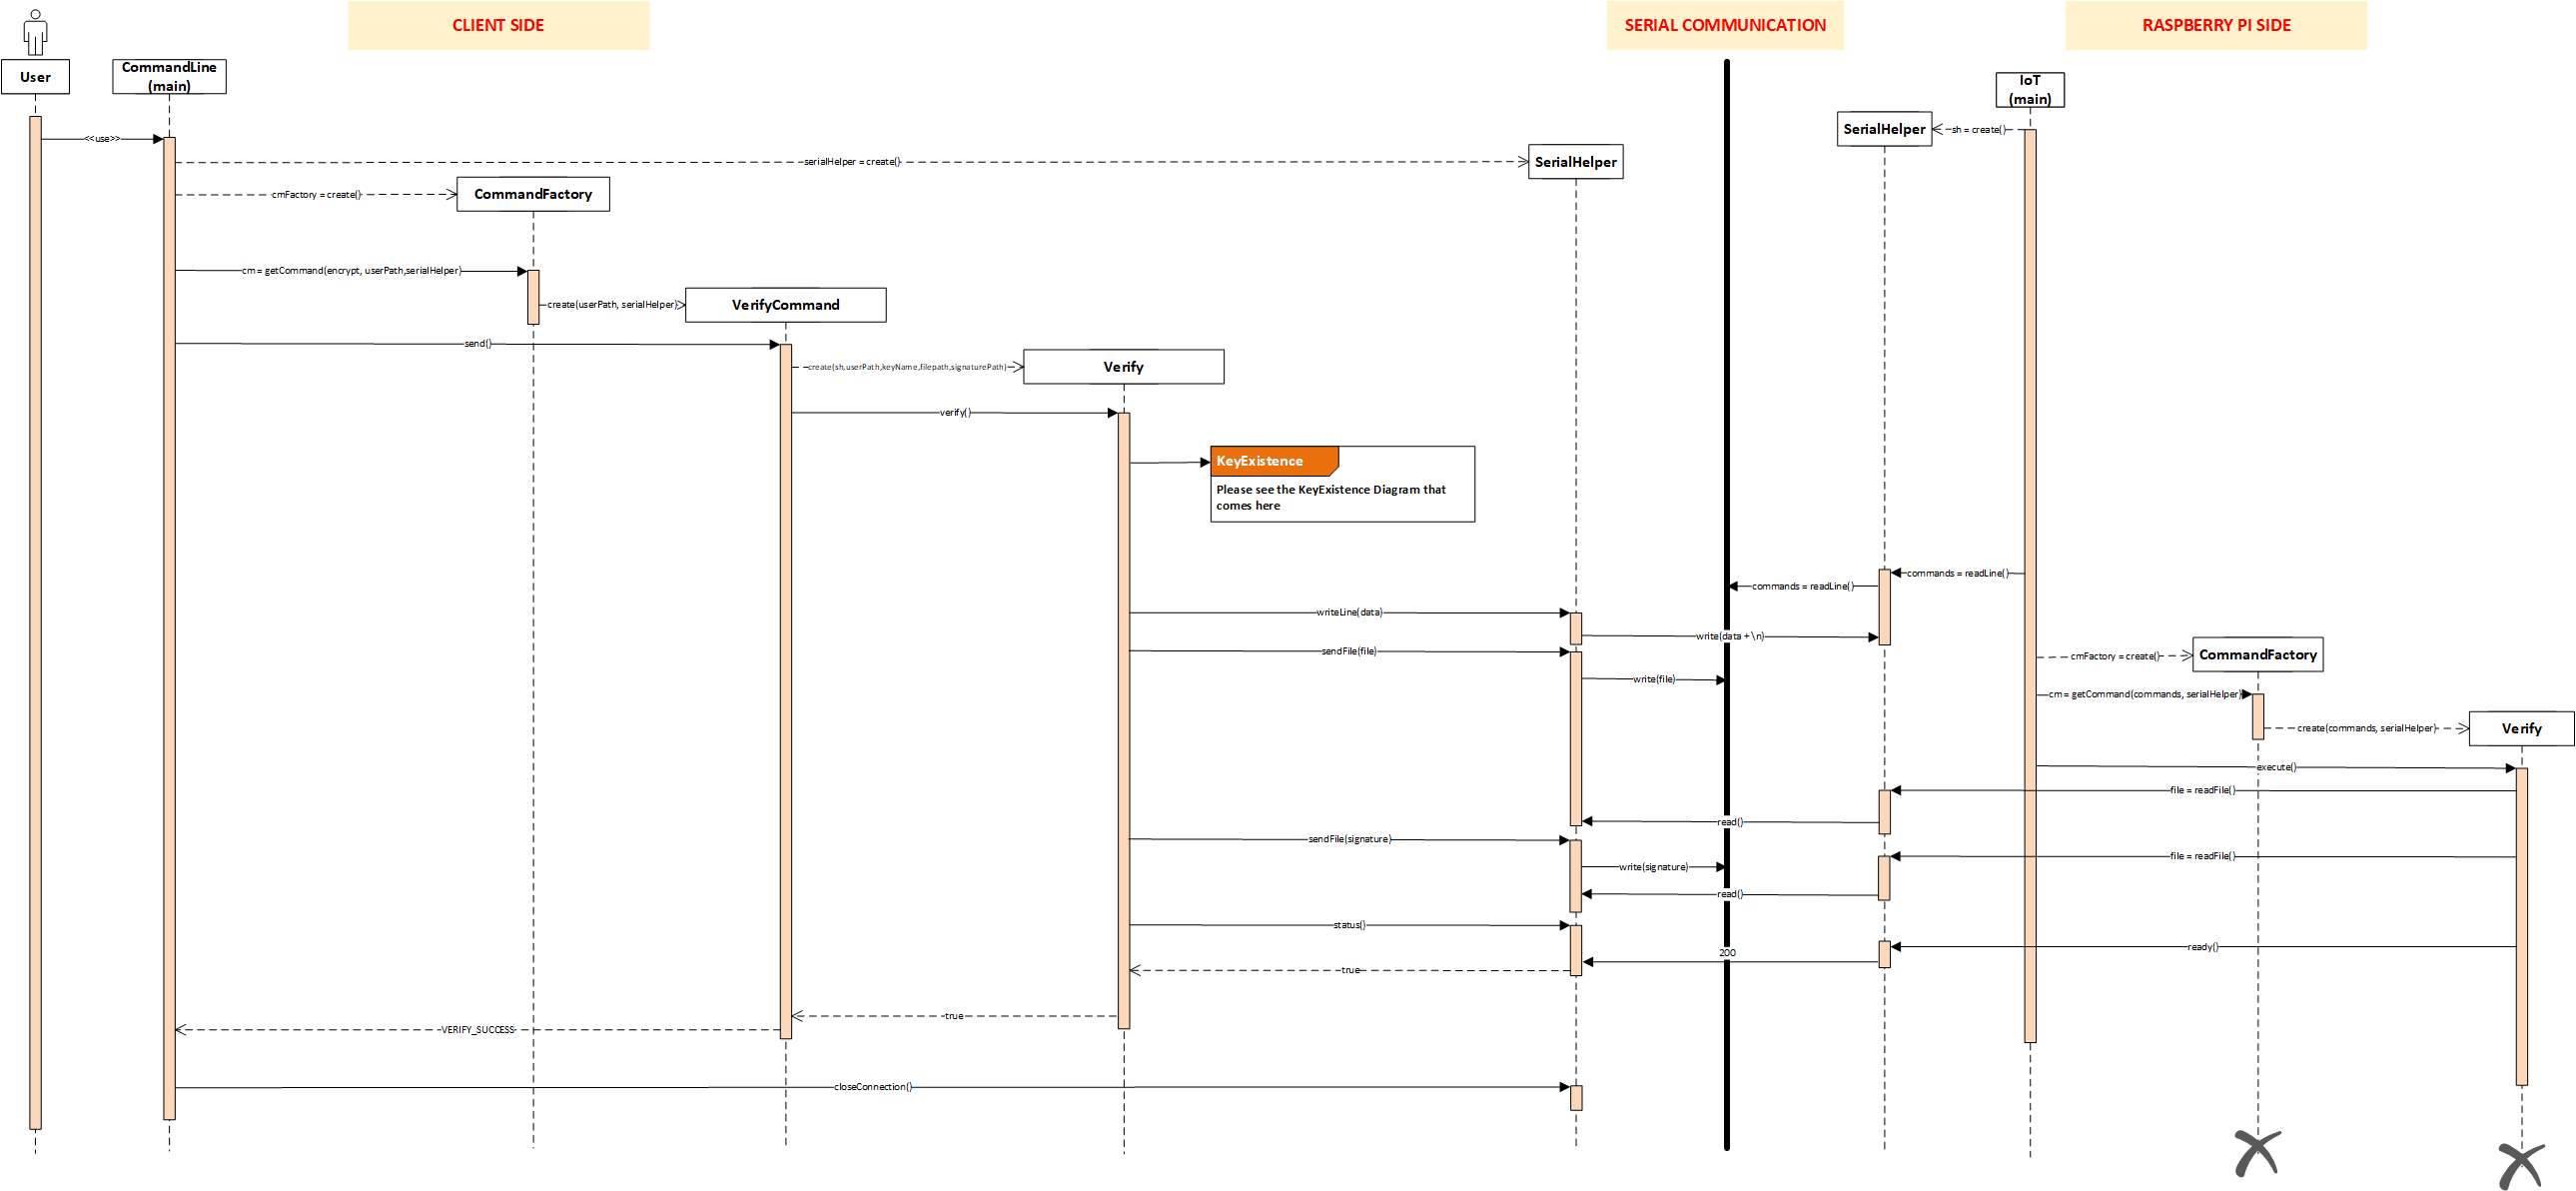 CLIENT SIDE
SERIAL COMMUNICATION
RASPBERRY PI SIDE
User
CommandLine
(main)
IoT
(main)
SerialHelper
sh = create()
<<use>>
serialHelper = create()
SerialHelper
cmFactory = create()
CommandFactory
cm = getCommand(encrypt, userPath,serialHelper)
create(userPath, serialHelper)
VerifyCommand
send()
create(sh,userPath,keyName,filepath,signaturePath)
Verify
verify()
KeyExistence
Please see the KeyExistence Diagram that
comes here
commands = readLine()
commands = readLine()
writeLine(data)
write(data + \n)
sendFile(file)
cmFactory = create()
CommandFactory
write(file)
cm = getCommand(commands, serialHelper)
create(commands, serialHelper)
Verify
execute()
file = readFile()
read()
sendFile(signature)
file = readFile()
write(signature)
read()
status()
ready()
200
true
true
VERIFY_SUCCESS
closeConnection()